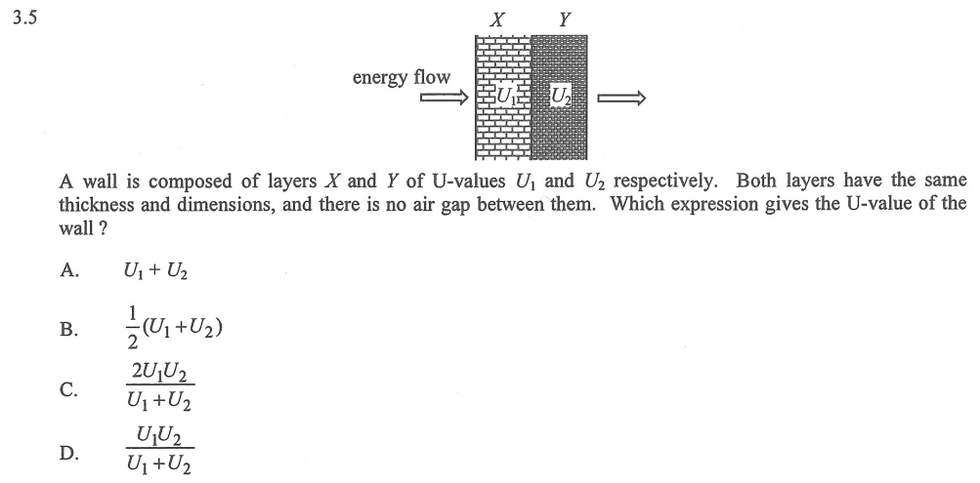 3.5
X Y
energy flow
U₁ U₂
A wall is composed of layers X and Y of U-values U₁ and U₂ respectively. Both layers have the same
thickness and dimensions, and there is no air gap between them. Which expression gives the U-value of the
wall ?
A. U₁ + U₂
B. 1/2 (U₁ + U₂)
C. 2U₁U₂ / U₁ + U₂
D. U₁U₂ / U₁ + U₂